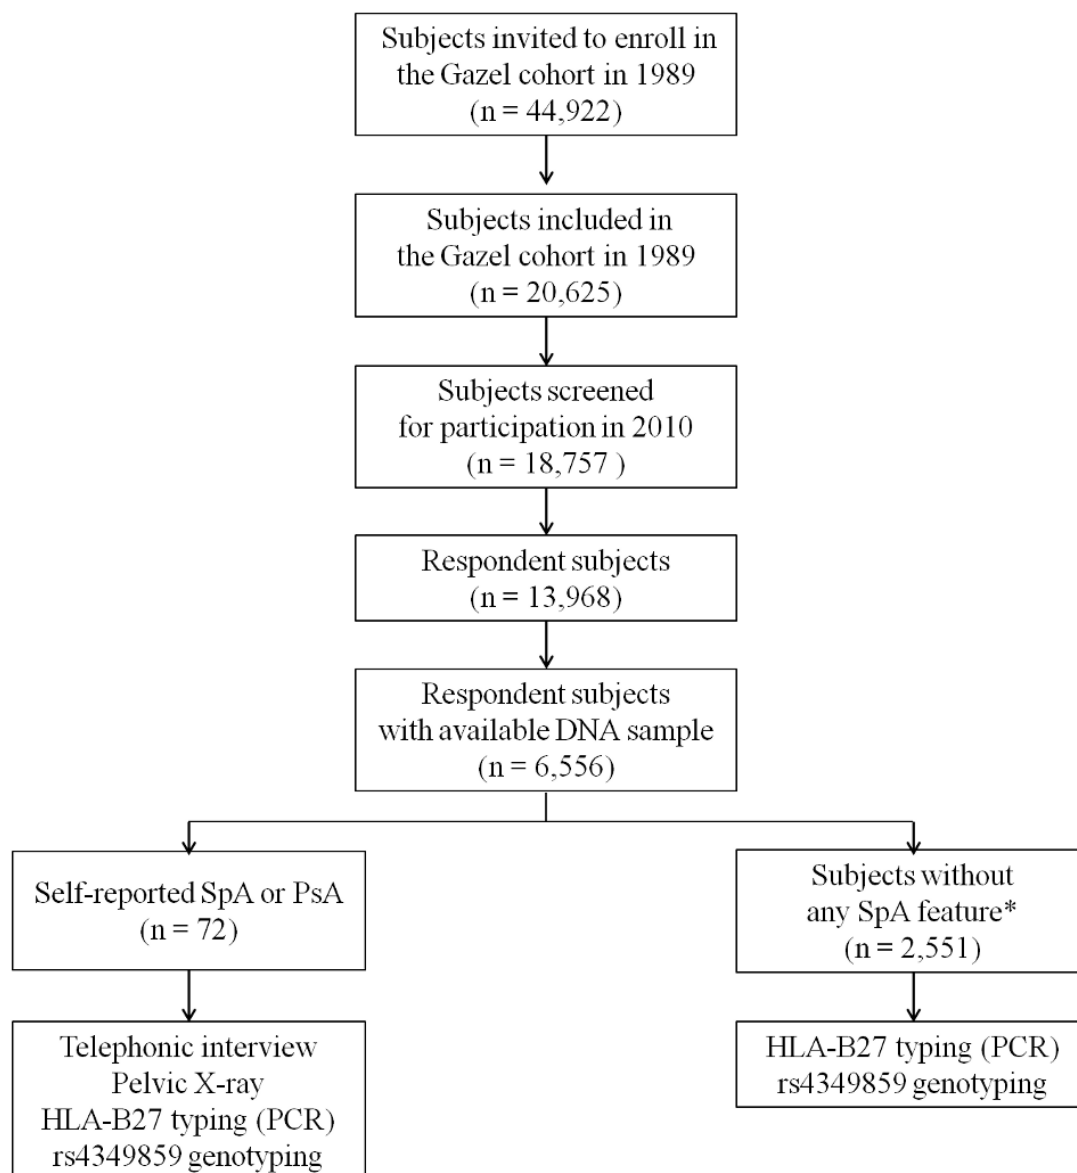 Subjects invited to enroll in
the Gazel cohort in 1989
(n = 44,922)
Subjects included in
the Gazel cohort in 1989
(n = 20,625)
Subjects screened
for participation in 2010
(n = 18,757 )
Respondent subjects
(n = 13,968)
Respondent subjects
with available DNA sample
(n = 6,556)
Self-reported SpA or PsA
(n = 72)
Subjects without
any SpA feature*
(n = 2,551)
Telephonic interview
Pelvic X-ray
HLA-B27 typing (PCR)
rs4349859 genotyping
HLA-B27 typing (PCR)
rs4349859 genotyping